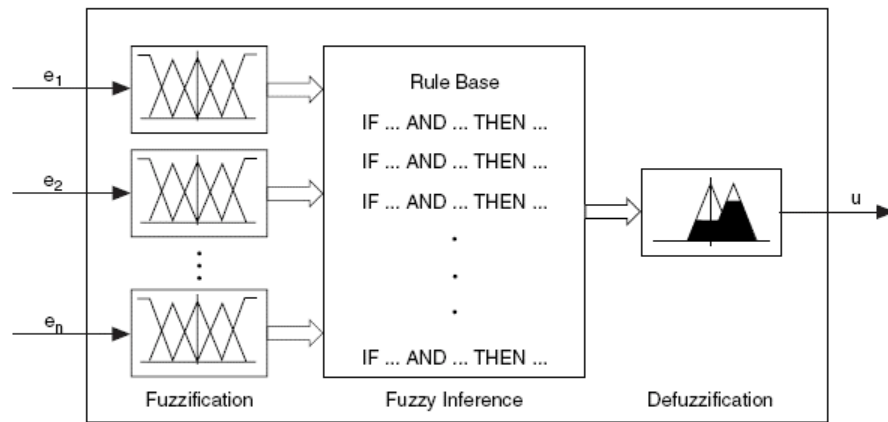 e1
Rule Base
IF ... AND ... THEN ...
IF ... AND ... THEN ...
e2
IF ... AND ... THEN ...
u
en
IF ... AND ... THEN ...
Fuzzification
Fuzzy Inference
Defuzzification